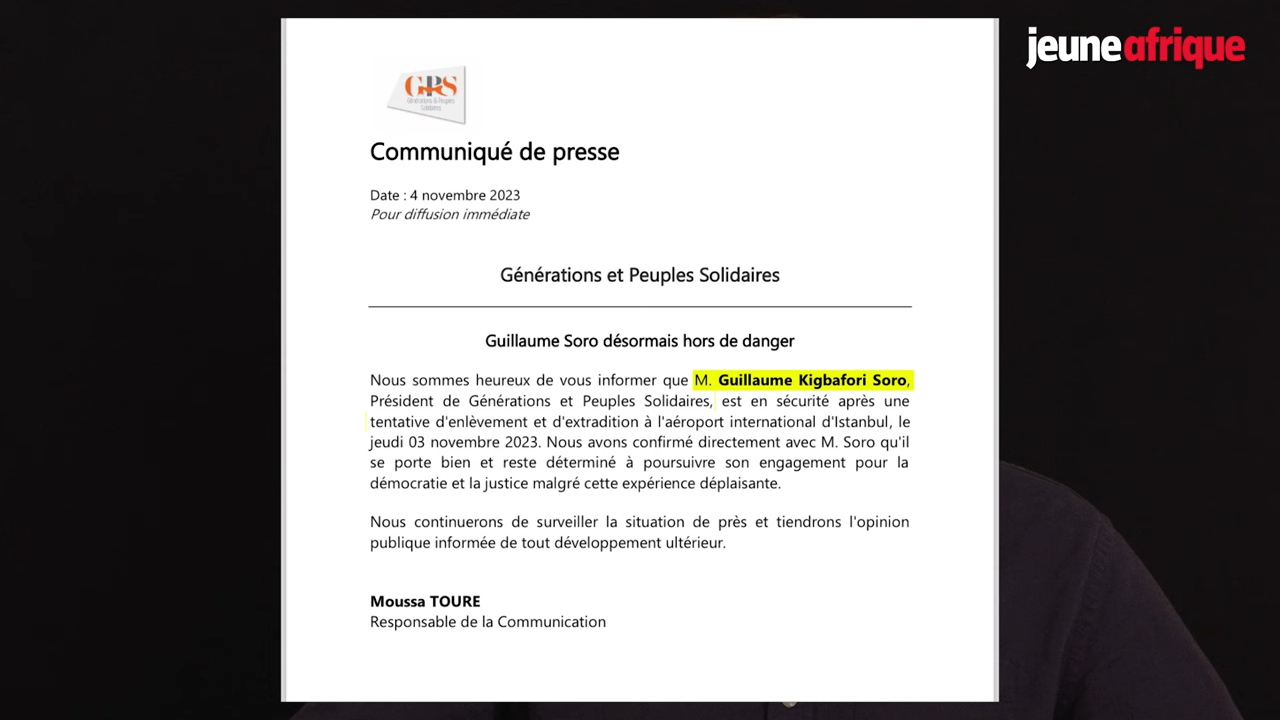 jeuneafrique
GPS
Générations & Peuples
Solidaires
Communiqué de presse
Date : 4 novembre 2023
Pour diffusion immédiate
Générations et Peuples Solidaires
Guillaume Soro désormais hors de danger
Nous sommes heureux de vous informer que M. Guillaume Kigbafori Soro,
Président de Générations et Peuples Solidaires, est en sécurité après une
tentative d'enlèvement et d'extradition à l'aéroport international d'Istanbul, le
jeudi 03 novembre 2023. Nous avons confirmé directement avec M. Soro qu'il
se porte bien et reste déterminé à poursuivre son engagement pour la
démocratie et la justice malgré cette expérience déplaisante.
Nous continuerons de surveiller la situation de près et tiendrons l'opinion
publique informée de tout développement ultérieur.
Moussa TOURE
Responsable de la Communication